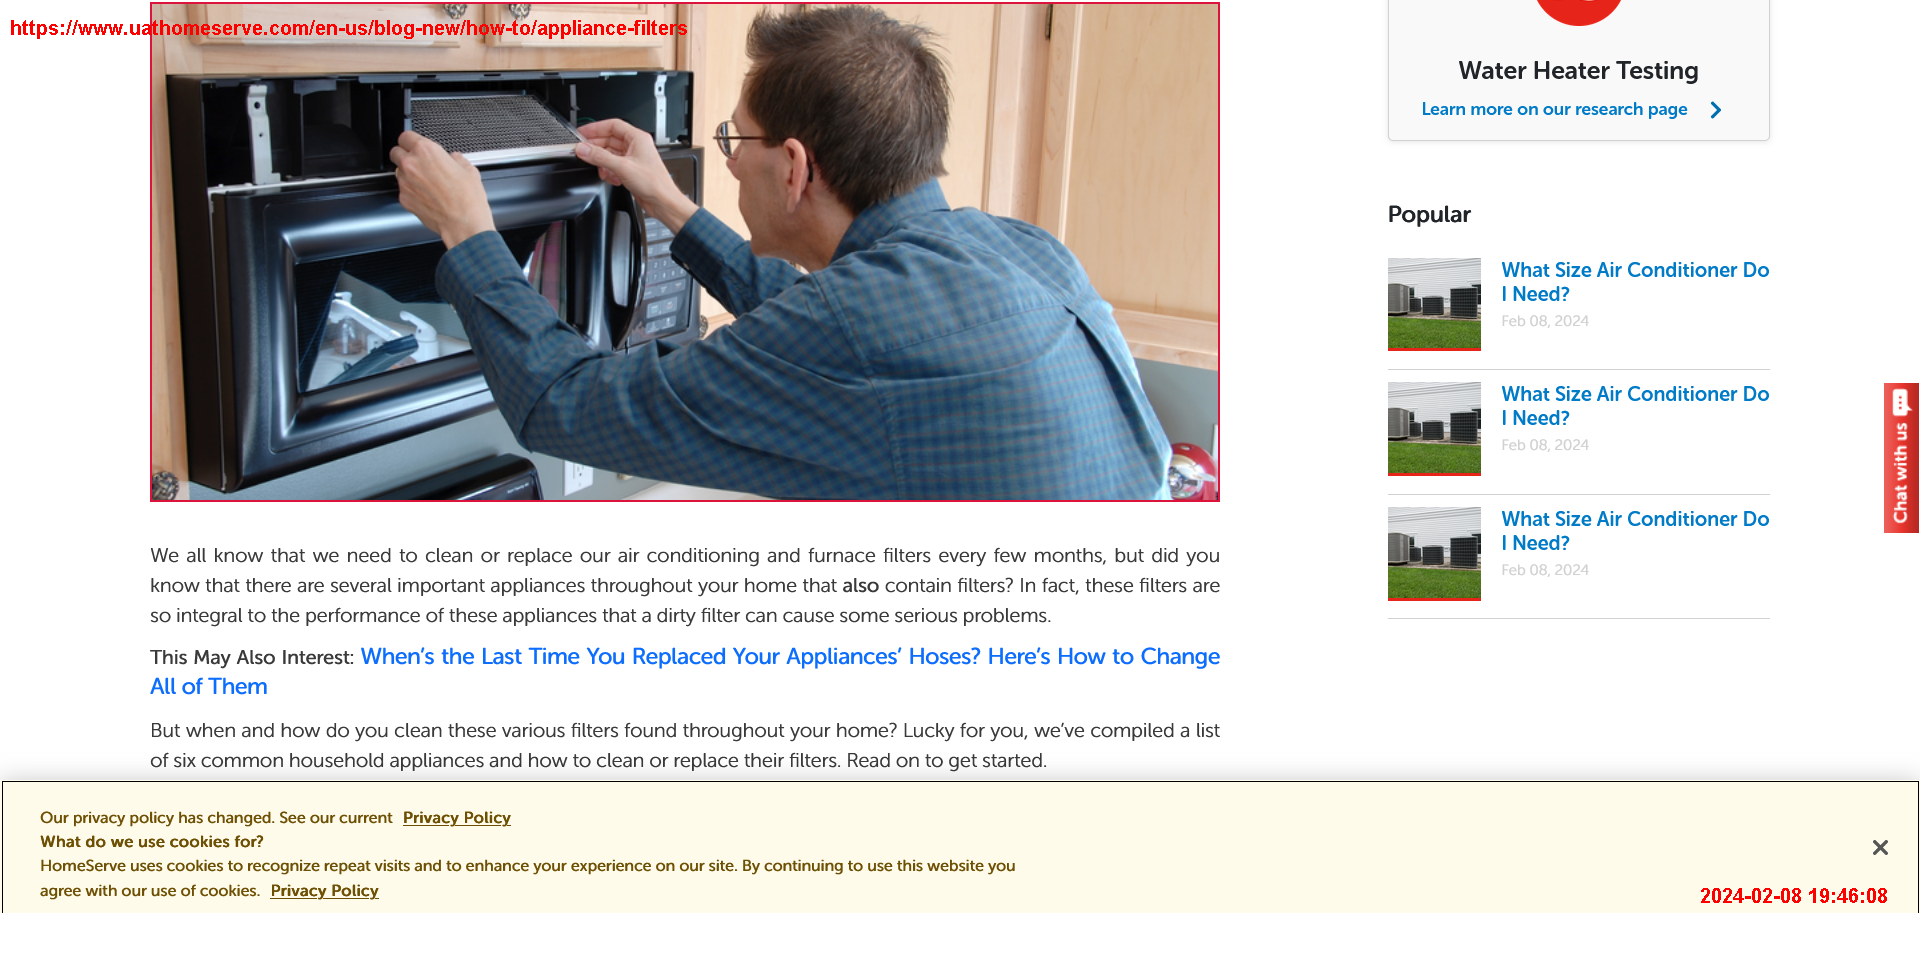 https://www.uathomeserve.com/en-us/blog-new/how-to/appliance-filters
Water Heater Testing
Learn more on our research page
Popular
What Size Air Conditioner Do
I Need?
Feb 08, 2024
What Size Air Conditioner Do
I Need?
Feb 08, 2024
What Size Air Conditioner Do
I Need?
Feb 08, 2024
Chat with us
We all know that we need to clean or replace our air conditioning and furnace filters every few months, but did you
know that there are several important appliances throughout your home that also contain filters? In fact, these filters are
so integral to the performance of these appliances that a dirty filter can cause some serious problems.
This May Also Interest: When’s the Last Time You Replaced Your Appliances’ Hoses? Here’s How to Change
All of Them
But when and how do you clean these various filters found throughout your home? Lucky for you, we’ve compiled a list
of six common household appliances and how to clean or replace their filters. Read on to get started.
Our privacy policy has changed. See our current Privacy Policy
What do we use cookies for?
HomeServe uses cookies to recognize repeat visits and to enhance your experience on our site. By continuing to use this website you
agree with our use of cookies. Privacy Policy
2024-02-08 19:46:08